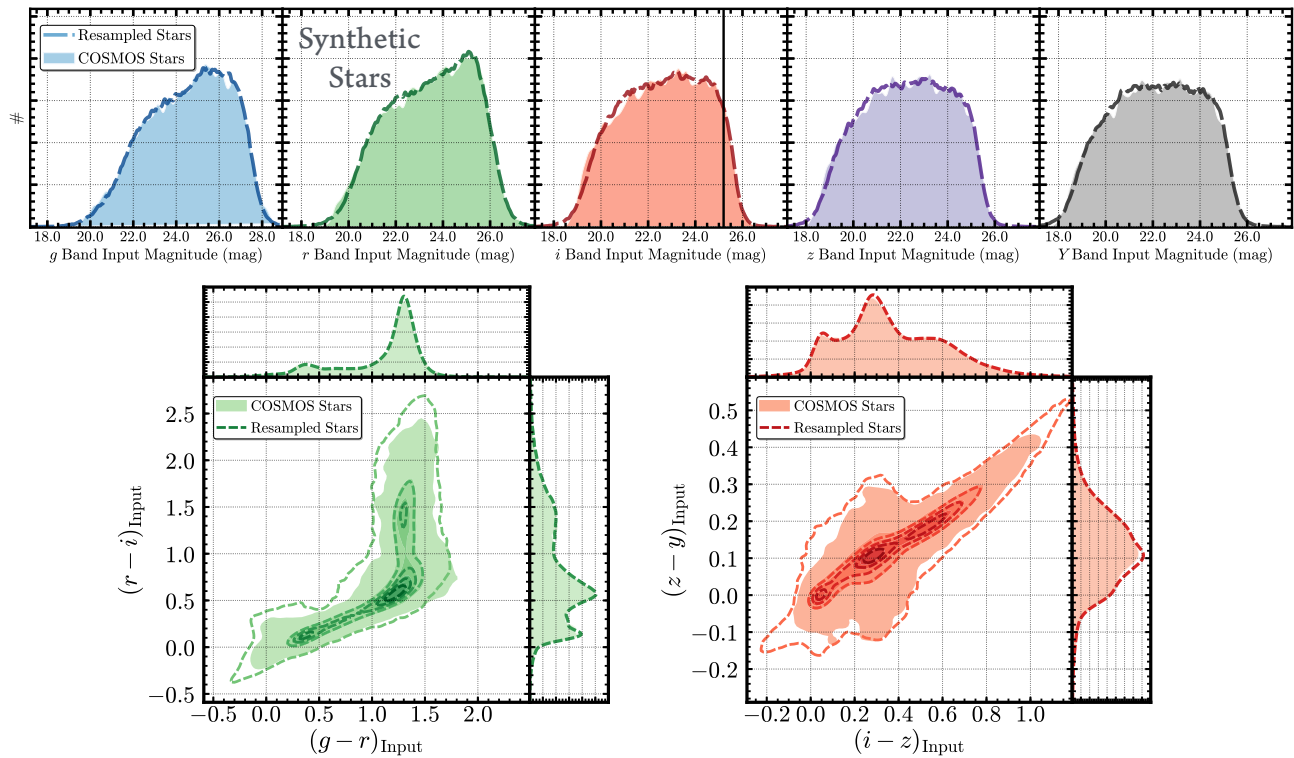 Resampled Stars
COSMOS Stars
Synthetic
Stars
#
18.0 20.0 22.0 24.0 26.0 28.0
18.0 20.0 22.0 24.0 26.0
18.0 20.0 22.0 24.0 26.0
18.0 20.0 22.0 24.0 26.0
18.0 20.0 22.0 24.0 26.0
g Band Input Magnitude (mag)
r Band Input Magnitude (mag)
i Band Input Magnitude (mag)
z Band Input Magnitude (mag)
Y Band Input Magnitude (mag)
COSMOS Stars
Resampled Stars
2.5
2.0
1.5
1.0
0.5
0.0
−0.5
(r − i)Input
−0.5 0.0 0.5 1.0 1.5 2.0
(g − r)Input
COSMOS Stars
Resampled Stars
0.5
0.4
0.3
0.2
0.1
0.0
−0.1
−0.2
(z − y)Input
−0.2 0.0 0.2 0.4 0.6 0.8 1.0
(i − z)Input